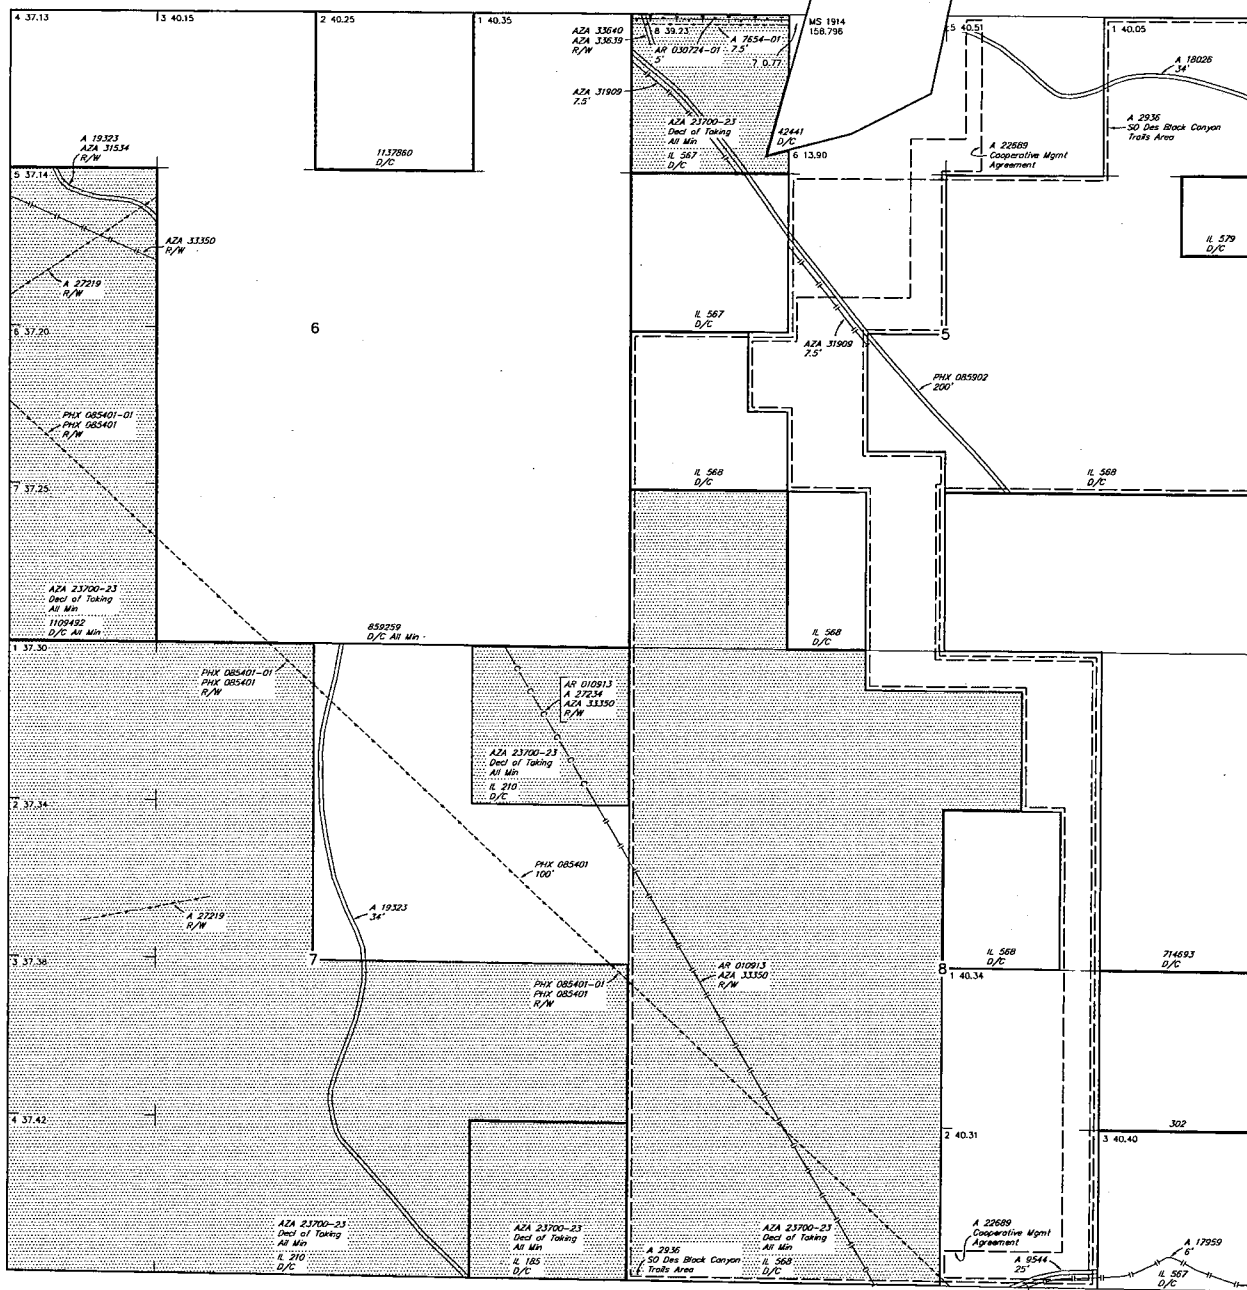 4 37.13
3 40.15
2 40.25
1 40.35
AZA 33640
AZA 33639
R/W
8 39.23
AR 030724-01
5'
A 7654-01
7.5'
7 0.77
MS 1914
158.796
5 40.51
1 40.05
A 18026
34'
AZA 31909
7.5'
A 19323
AZA 31534
R/W
1137860
D/C
AZA 23700-23
Decl of Taking
All Min
IL 567
D/C
42441
D/C
6 13.90
A 22689
Cooperative Mgmt
Agreement
A 2936
SO Des Black Canyon
Trails Area
5 37.14
AZA 33350
R/W
A 27219
R/W
IL 579
D/C
6 37.20
6
IL 567
D/C
AZA 31909
7.5'
5
PHX 085902
200'
PHX 085401-01
PHX 085401
R/W
7 37.25
IL 568
D/C
IL 568
D/C
AZA 23700-23
Decl of Taking
All Min
1109492
D/C All Min
859259
D/C All Min
IL 568
D/C
1 37.30
PHX 085401-01
PHX 085401
R/W
AR 010913
A 27234
AZA 33350
R/W
AZA 23700-23
Decl of Taking
All Min
IL 210
D/C
2 37.34
PHX 085401
100'
A 27219
R/W
A 19323
34'
3 37.38
7
PHX 085401-01
PHX 085401
R/W
AR 010913
AZA 33350
R/W
IL 568
D/C
8
1 40.34
714693
D/C
4 37.42
2 40.31
3 40.40
302
AZA 23700-23
Decl of Taking
All Min
IL 210
D/C
AZA 23700-23
Decl of Taking
All Min
IL 185
D/C
A 2936
SO Des Black Canyon
Trails Area
AZA 23700-23
Decl of Taking
All Min
IL 568
D/C
A 22689
Cooperative Mgmt
Agreement
A 9544
25'
A 17959
6'
IL 567
D/C